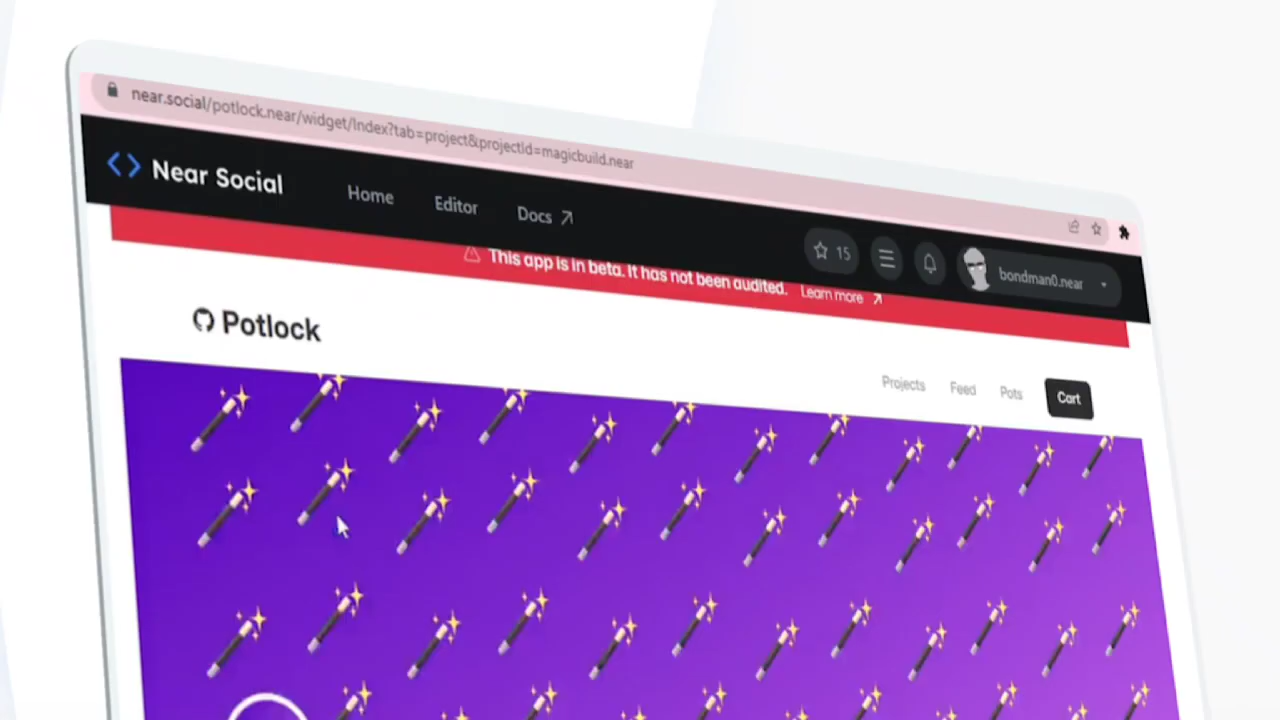 near.social/potlock.near/widget/Index?tab=project&projectId=magicbuild.near
Near Social
Home
Editor
Docs
15
bondman0.near
This app is in beta. It has not been audited.
Learn more
Potlock
Projects
Feed
Pots
Cart